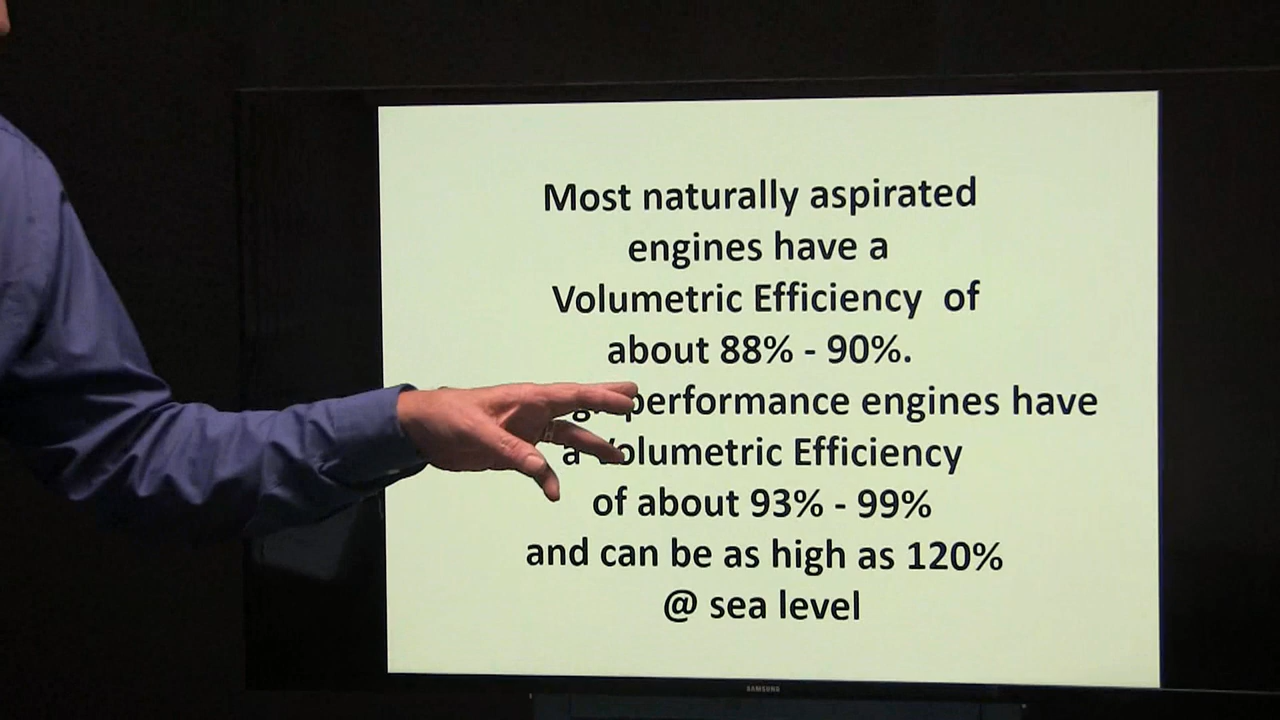 Most naturally aspirated
engines have a
Volumetric Efficiency of
about 88% - 90%.
performance engines have
a Volumetric Efficiency
of about 93% - 99%
and can be as high as 120%
@ sea level
SAMSUNG